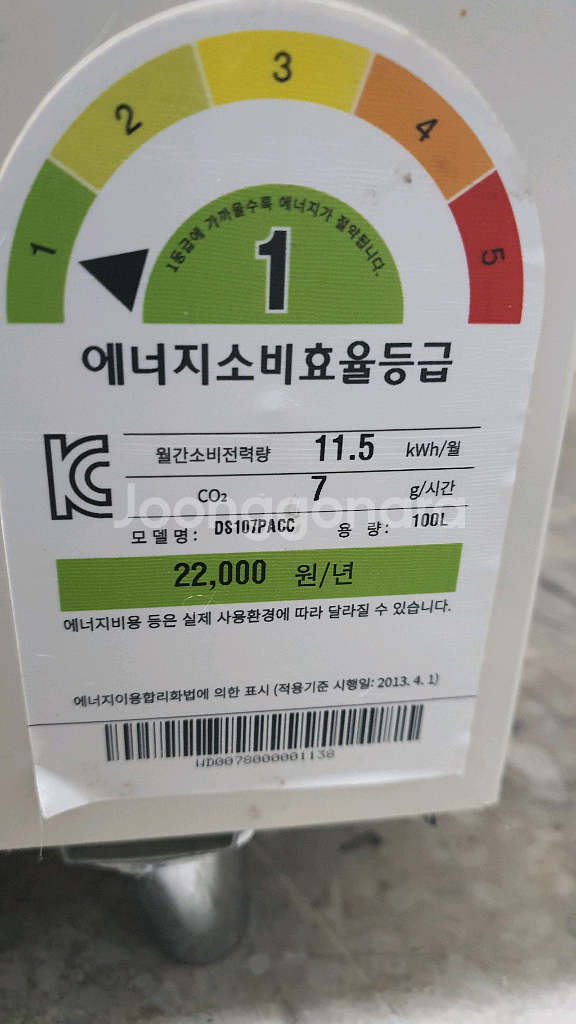 1 2 3 4 5
1등급에 가까울수록 에너지가 절약됩니다.
1
에너지소비효율등급
월간소비전력량 11.5 kWh/월
CO₂ 7 g/시간
Joonggonara
모델명: DS107PACC 용 량: 100L
22,000 원/년
에너지비용 등은 실제 사용환경에 따라 달라질 수 있습니다.
에너지이용합리화법에 의한 표시 (적용기준 시행일: 2013. 4. 1)
WD0078000001138